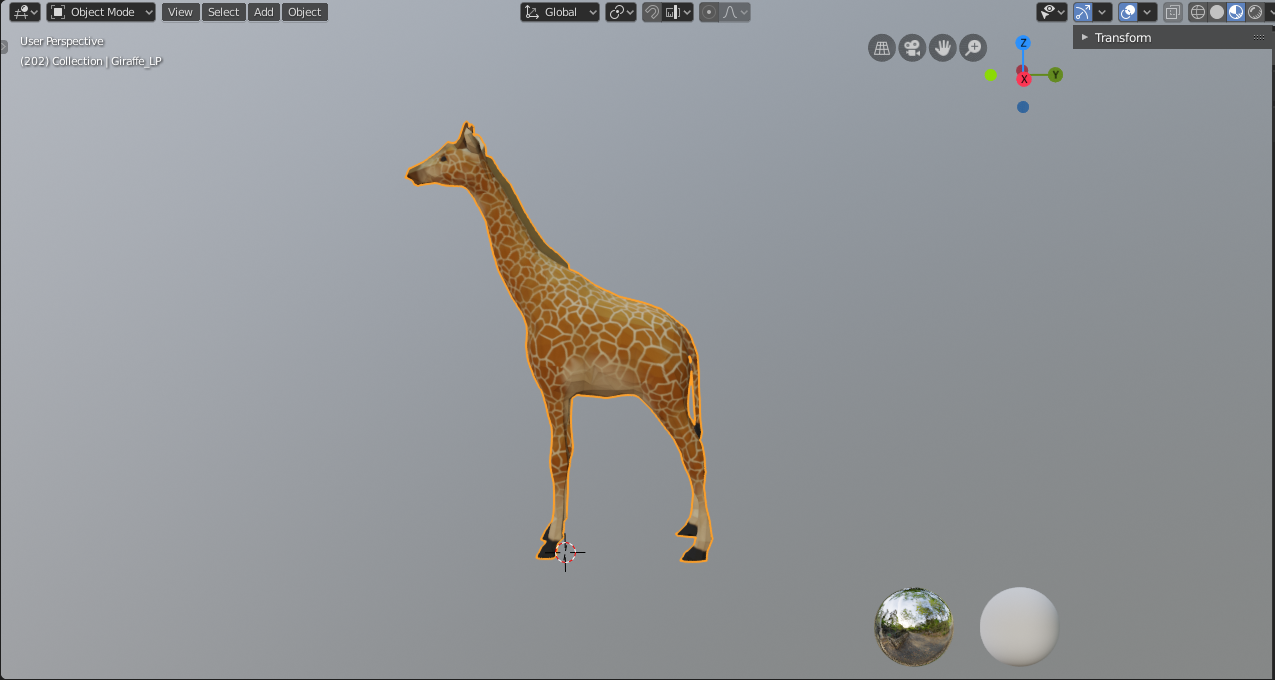 Object Mode
View
Select
Add
Object
Global
User Perspective
(202) Collection | Giraffe_LP
Transform
Z
X
Y